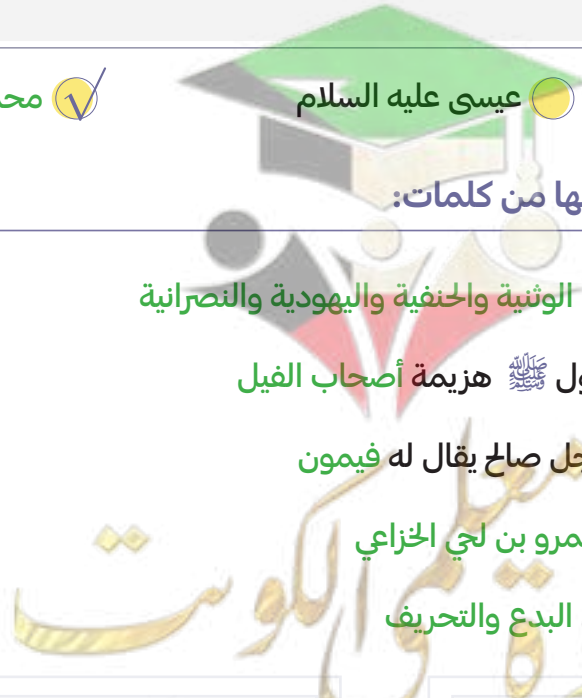 عيسى عليه السلام
ها من كلمات:
الوثنية والحنفية واليهودية والنصرانية
ول ﷺ هزيمة أصحاب الفيل
جل صالح يقال له فيمون
مرو بن لحي الخزاعي
البدع والتحريف